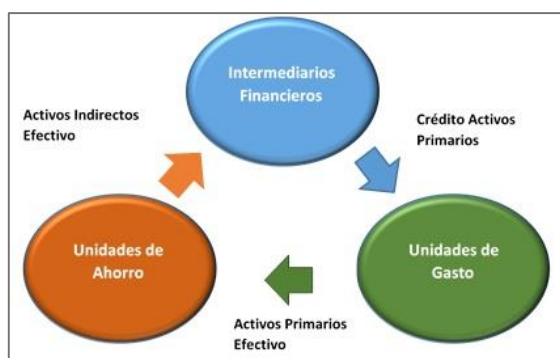 Intermediarios
Financieros
Activos Indirectos
Efectivo
Crédito Activos
Primarios
Unidades de
Ahorro
Unidades de
Gasto
Activos Primarios
Efectivo